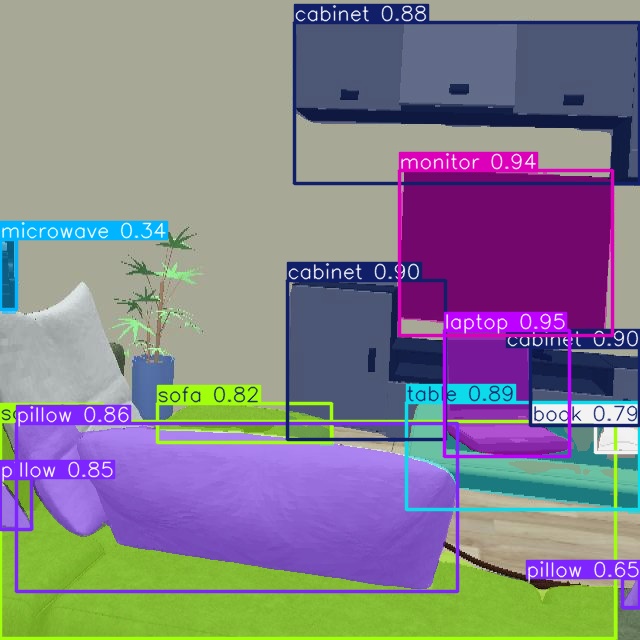 cabinet 0.88
monitor 0.94
microwave 0.34
cabinet 0.90
laptop 0.95
cabinet 0.90
sofa 0.82
table 0.89
pillow 0.86
book 0.79
pillow 0.85
pillow 0.65